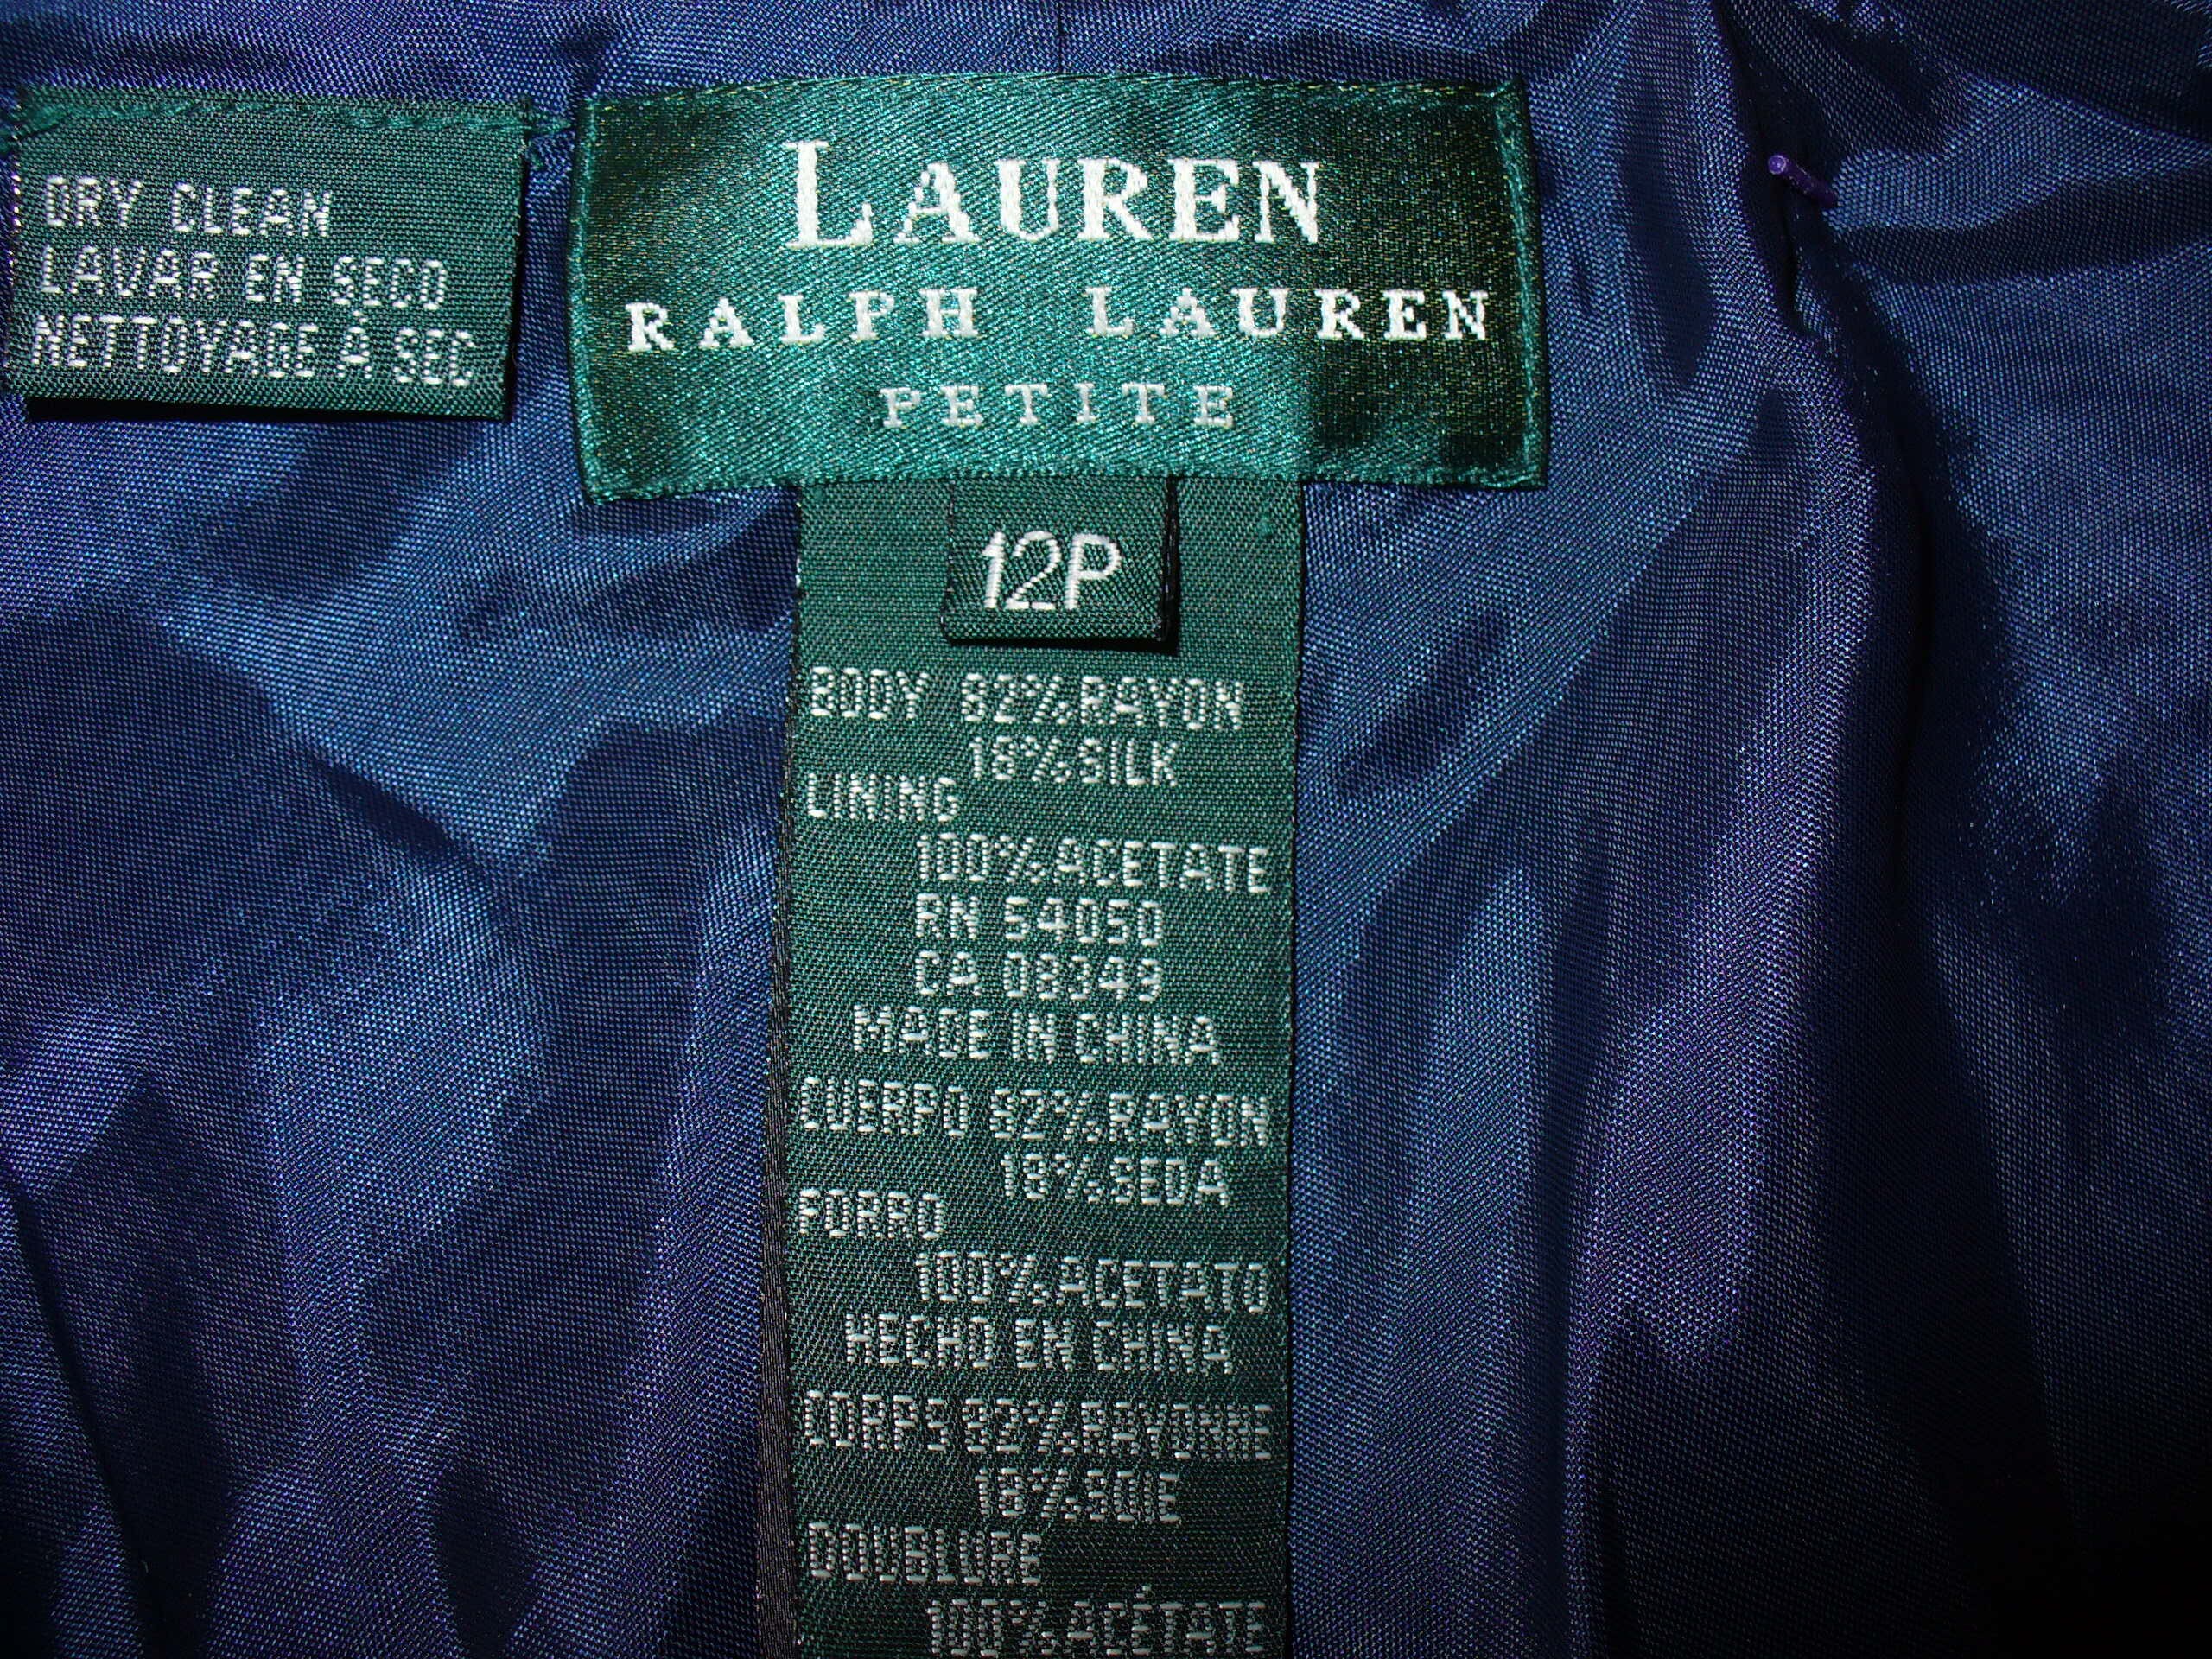 DRY CLEAN
LAVAR EN SECO
NETTOYAGE À SEC
LAUREN
RALPH LAUREN
PETITE
12P
BODY 82% RAYON
18% SILK
LINING
100% ACETATE
RN 54050
CA 08349
MADE IN CHINA
CUERPO 82% RAYON
18% SEDA
FORRO
100% ACETATO
HECHO EN CHINA
CORPS 82% RAYONNE
18% SOIE
DOUBLURE
100% ACÉTATE